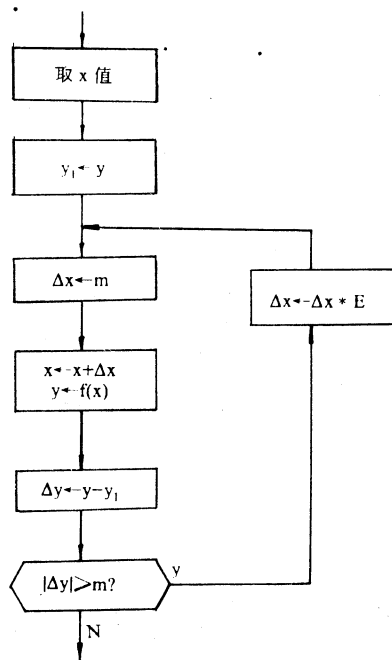 取 x 值
y₁←y
Δx←m
Δx←Δx * E
x←x+Δx
y←f(x)
Δy←y-y₁
|Δy|>m?
y
N